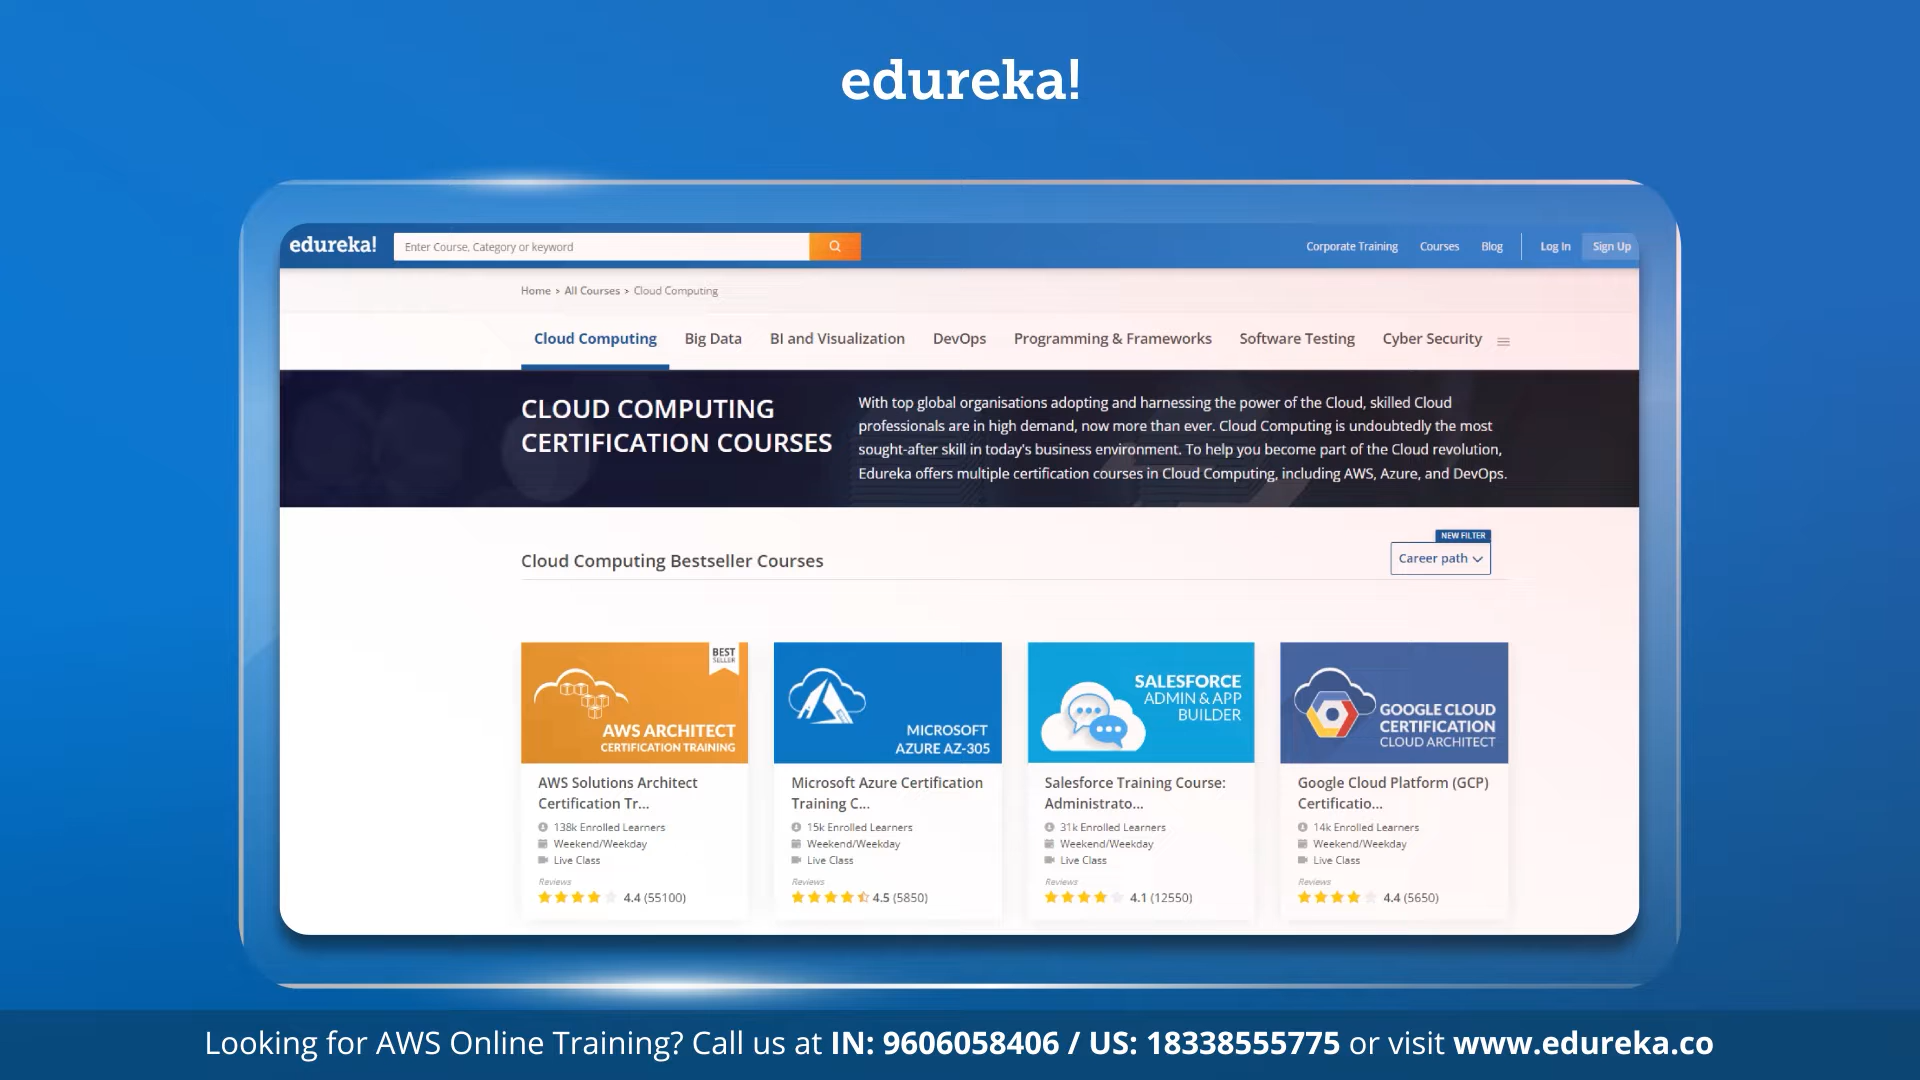 edureka!
edureka!
Enter Course, Category or keyword
Corporate Training
Courses
Blog
Log In
Sign Up
Home > All Courses > Cloud Computing
Cloud Computing
Big Data
BI and Visualization
DevOps
Programming & Frameworks
Software Testing
Cyber Security
CLOUD COMPUTING
CERTIFICATION COURSES
With top global organisations adopting and harnessing the power of the Cloud, skilled Cloud
professionals are in high demand, now more than ever. Cloud Computing is undoubtedly the most
sought-after skill in today's business environment. To help you become part of the Cloud revolution,
Edureka offers multiple certification courses in Cloud Computing, including AWS, Azure, and DevOps.
Cloud Computing Bestseller Courses
NEW FILTER
Career path
BEST
SELLER
AWS ARCHITECT
CERTIFICATION TRAINING
AWS Solutions Architect
Certification Tr...
138k Enrolled Learners
Weekend/Weekday
Live Class
Reviews
4.4 (55100)
MICROSOFT
AZURE AZ-305
Microsoft Azure Certification
Training C...
15k Enrolled Learners
Weekend/Weekday
Live Class
Reviews
4.5 (5850)
SALESFORCE
ADMIN & APP
BUILDER
Salesforce Training Course:
Administrato...
31k Enrolled Learners
Weekend/Weekday
Live Class
Reviews
4.1 (12550)
GOOGLE CLOUD
CERTIFICATION
CLOUD ARCHITECT
Google Cloud Platform (GCP)
Certificatio...
14k Enrolled Learners
Weekend/Weekday
Live Class
Reviews
4.4 (5650)
Looking for AWS Online Training? Call us at IN: 9606058406 / US: 18338555775 or visit www.edureka.co